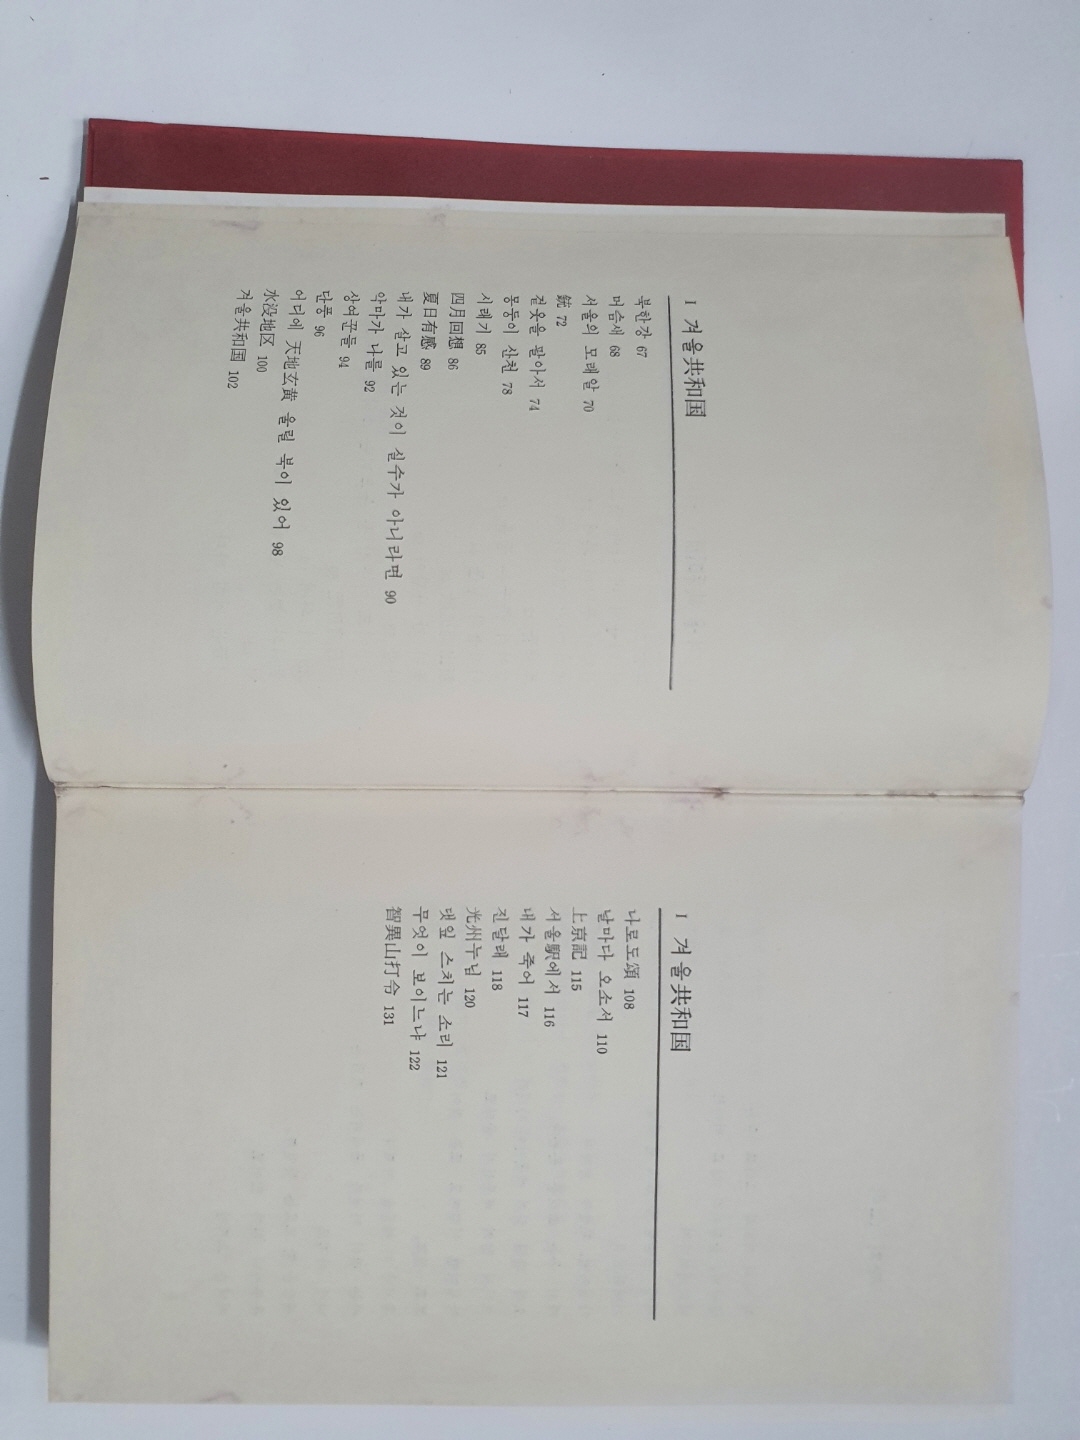 I 겨울共和国
북한강 67
머슴새 68
서울의 모래알 70
銃 72
겉옷을 팔아서 74
몽둥이 산천 78
시래기 85
四月回想 86
夏日有感 89
내가 살고 있는 것이 실수가 아니라면 90
악마가 나를 92
상여꾼들 94
단풍 96
어디에 天地玄黃 울릴 북이 있어 98
水没地区 100
겨울共和国 102
I 겨울共和国
나로도頌 108
날마다 오소서 110
上京記 115
서울駅에서 116
내가 죽어 117
진달래 118
光州누님 120
댓잎 스치는 소리 121
무엇이 보이느냐 122
智異山打令 131